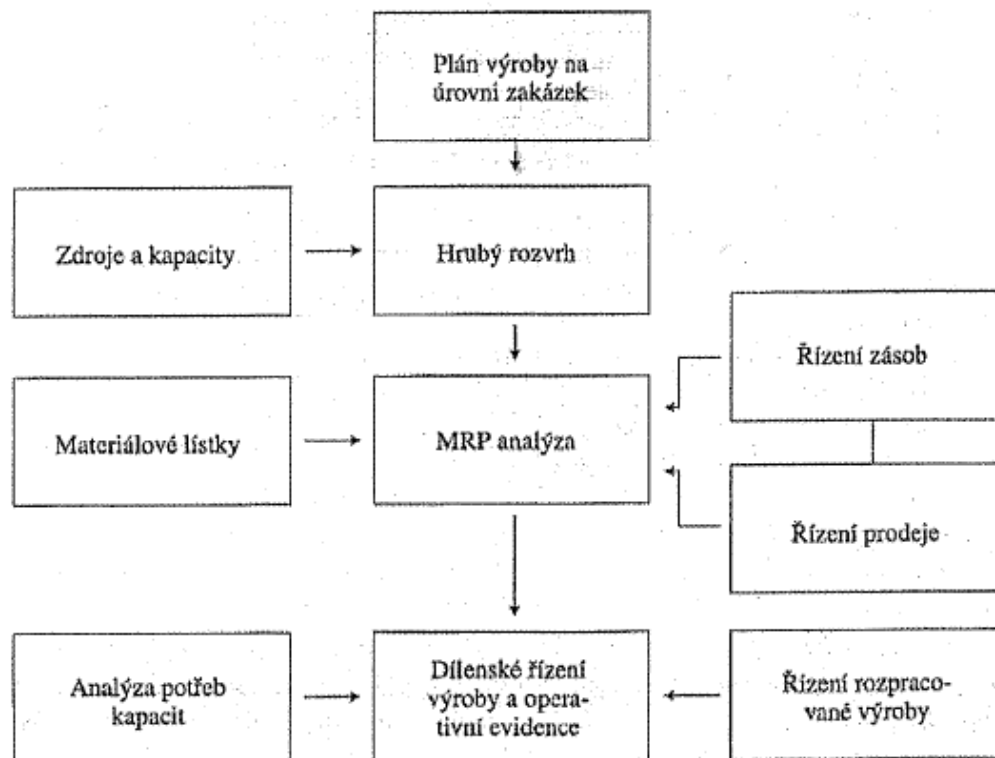 Plán výroby na
úrovní zakázek
Zdroje a kapacity
Hrubý rozvrh
Řízení zásob
Materiálové lístky
MRP analýza
Řízení prodeje
Analýza potřeb
kapacit
Dílenské řízení
výroby a opera-
tivní evidence
Řízení rozpraco-
vané výroby